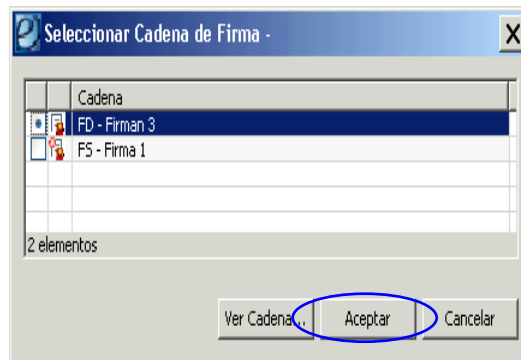 Seleccionar Cadena de Firma -
Cadena
FD - Firman 3
FS - Firma 1
2 elementos
Ver Cadena...
Aceptar
Cancelar